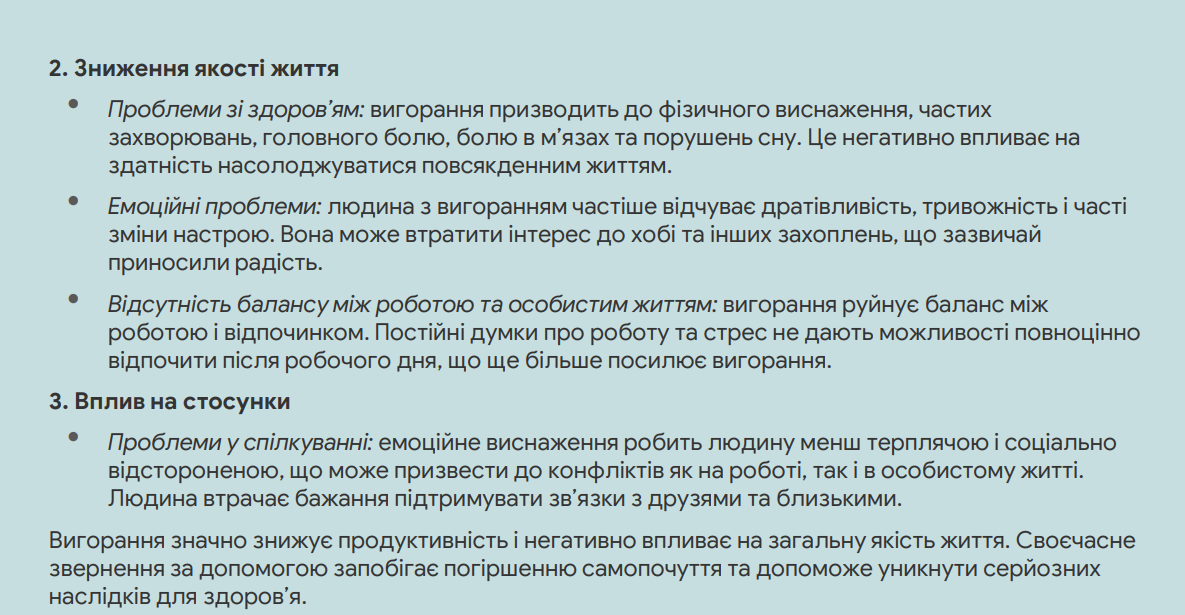 2. Зниження якості життя
• Проблеми зі здоров’ям: вигорання призводить до фізичного виснаження, частих
захворювань, головного болю, болю в м’язах та порушень сну. Це негативно впливає на
здатність насолоджуватися повсякденним життям.
• Емоційні проблеми: людина з вигоранням частіше відчуває дратівливість, тривожність і часті
зміни настрою. Вона може втратити інтерес до хобі та інших захоплень, що зазвичай
приносили радість.
• Відсутність балансу між роботою та особистим життям: вигорання руйнує баланс між
роботою і відпочинком. Постійні думки про роботу та стрес не дають можливості повноцінно
відпочити після робочого дня, що ще більше посилює вигорання.
3. Вплив на стосунки
• Проблеми у спілкуванні: емоційне виснаження робить людину менш терплячою і соціально
відстороненою, що може призвести до конфліктів як на роботі, так і в особистому житті.
Людина втрачає бажання підтримувати зв’язки з друзями та близькими.
Вигорання значно знижує продуктивність і негативно впливає на загальну якість життя. Своєчасне
звернення за допомогою запобігає погіршенню самопочуття та допоможе уникнути серйозних
наслідків для здоров’я.